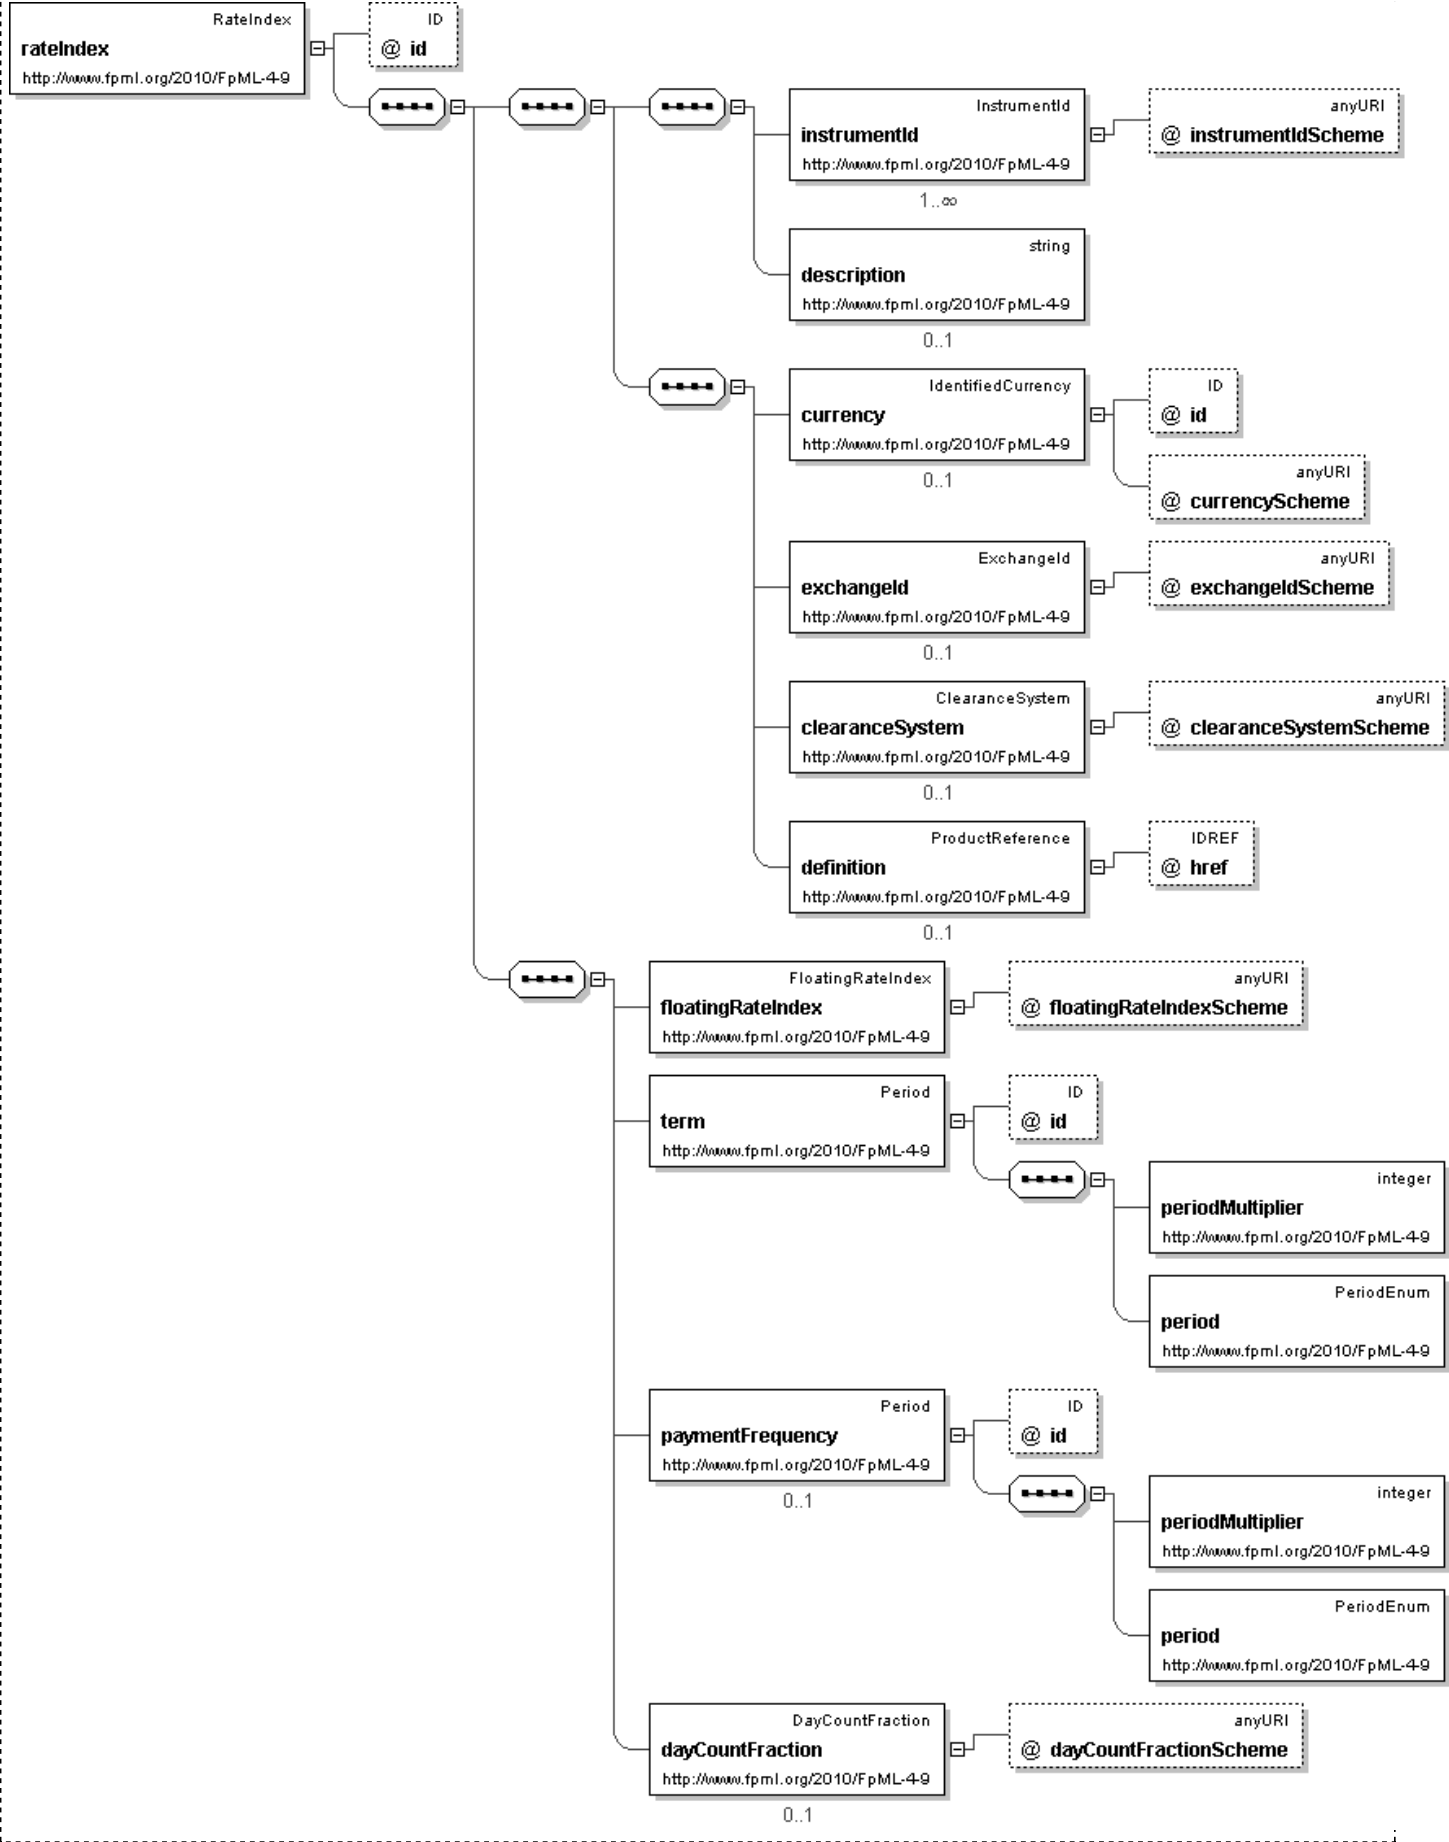 RateIndex
rateIndex
http://www.fpml.org/2010/FpML-4-9
ID
@ id
InstrumentId
instrumentId
http://www.fpml.org/2010/FpML-4-9
1..∞
anyURI
@ instrumentIdScheme
string
description
http://www.fpml.org/2010/FpML-4-9
0..1
IdentifiedCurrency
currency
http://www.fpml.org/2010/FpML-4-9
0..1
ID
@ id
anyURI
@ currencyScheme
ExchangeId
exchangeId
http://www.fpml.org/2010/FpML-4-9
0..1
anyURI
@ exchangeIdScheme
ClearanceSystem
clearanceSystem
http://www.fpml.org/2010/FpML-4-9
0..1
anyURI
@ clearanceSystemScheme
ProductReference
definition
http://www.fpml.org/2010/FpML-4-9
0..1
IDREF
@ href
FloatingRateIndex
floatingRateIndex
http://www.fpml.org/2010/FpML-4-9
anyURI
@ floatingRateIndexScheme
Period
term
http://www.fpml.org/2010/FpML-4-9
ID
@ id
integer
periodMultiplier
http://www.fpml.org/2010/FpML-4-9
PeriodEnum
period
http://www.fpml.org/2010/FpML-4-9
Period
paymentFrequency
http://www.fpml.org/2010/FpML-4-9
0..1
ID
@ id
integer
periodMultiplier
http://www.fpml.org/2010/FpML-4-9
PeriodEnum
period
http://www.fpml.org/2010/FpML-4-9
DayCountFraction
dayCountFraction
http://www.fpml.org/2010/FpML-4-9
0..1
anyURI
@ dayCountFractionScheme